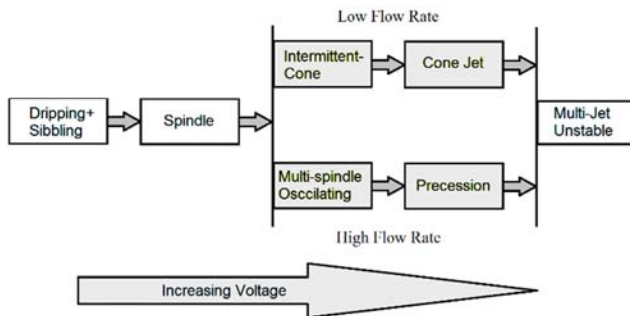 Low Flow Rate
Intermittent-
Cone
Cone Jet
Dripping+
Sibbling
Spindle
Multi-Jet
Unstable
Multi-spindle
Osccilating
Precession
High Flow Rate
Increasing Voltage